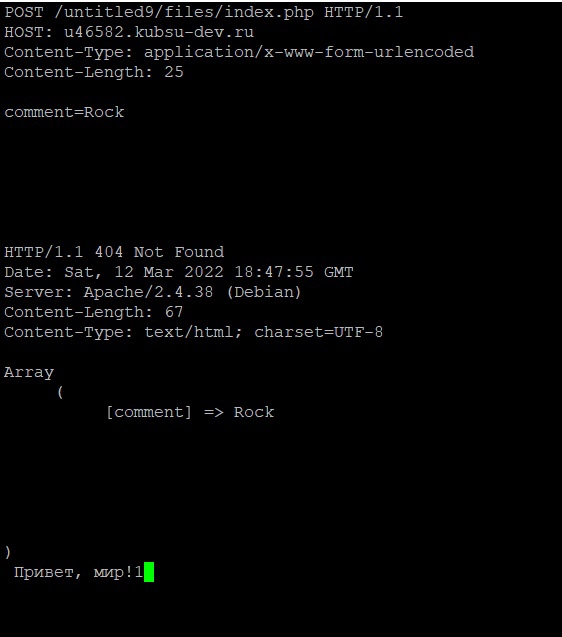 POST /untitled9/files/index.php HTTP/1.1
HOST: u46582.kubsu-dev.ru
Content-Type: application/x-www-form-urlencoded
Content-Length: 25
comment=Rock
HTTP/1.1 404 Not Found
Date: Sat, 12 Mar 2022 18:47:55 GMT
Server: Apache/2.4.38 (Debian)
Content-Length: 67
Content-Type: text/html; charset=UTF-8
Array
(
[comment] => Rock
)
Привет, мир!1